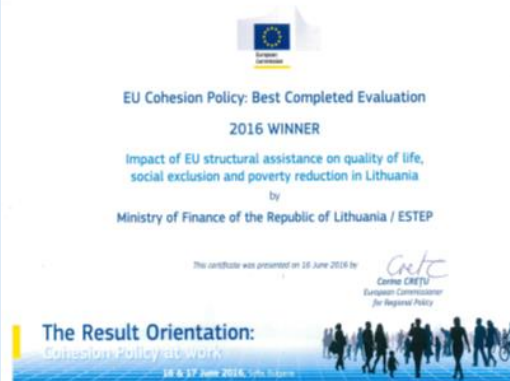 European
Commission
EU Cohesion Policy: Best Completed Evaluation
2016 WINNER
Impact of EU structural assistance on quality of life,
social exclusion and poverty reduction in Lithuania
by
Ministry of Finance of the Republic of Lithuania / ESTEP
This certificate was presented on 16 June 2016 by
Corina CREŢU
European Commissioner
for Regional Policy
The Result Orientation:
Cohesion Policy at work
16 & 17 June 2016, Sofia, Bulgaria